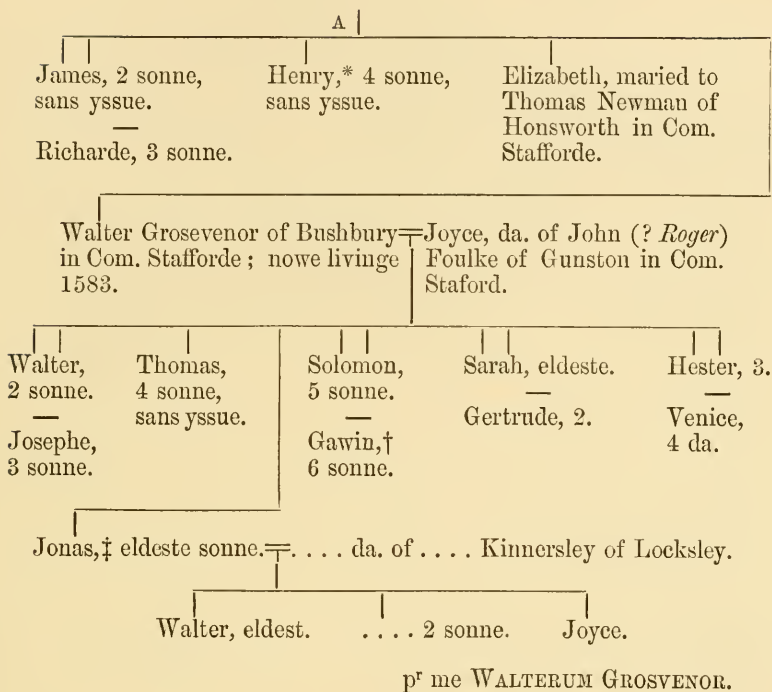 A
James, 2 sonne,
sans yssue.
—
Richarde, 3 sonne.
Henry,* 4 sonne,
sans yssue.
Elizabeth, maried to
Thomas Newman of
Honsworth in Com.
Stafforde.
Walter Grosevenor of Bushbury
in Com. Stafforde; nowe livinge
1583.
Joyce, da. of John (? Roger)
Foulke of Gunston in Com.
Staford.
Walter,
2 sonne.
—
Josephe,
3 sonne.
Thomas,
4 sonne,
sans yssue.
Solomon,
5 sonne.
—
Gawin,†
6 sonne.
Sarah, eldeste.
—
Gertrude, 2.
Hester, 3.
—
Venice,
4 da.
Jonas,‡ eldeste sonne. . . . . da. of . . . . Kinnersley of Locksley.
Walter, eldest. . . . . 2 sonne. Joyce.
pʳ me WALTERUM GROSVENOR.